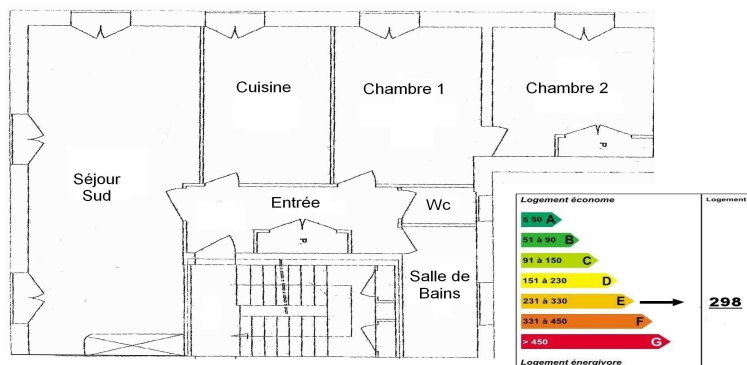 Cuisine
Chambre 1
Chambre 2
P.
Séjour
Sud
Entrée
Wc
P.
Salle de
Bains
Logement économe
Logement
≤ 50 A
51 à 90 B
91 à 150 C
151 à 230 D
231 à 330 E
298
331 à 450 F
> 450 G
Logement énergivore